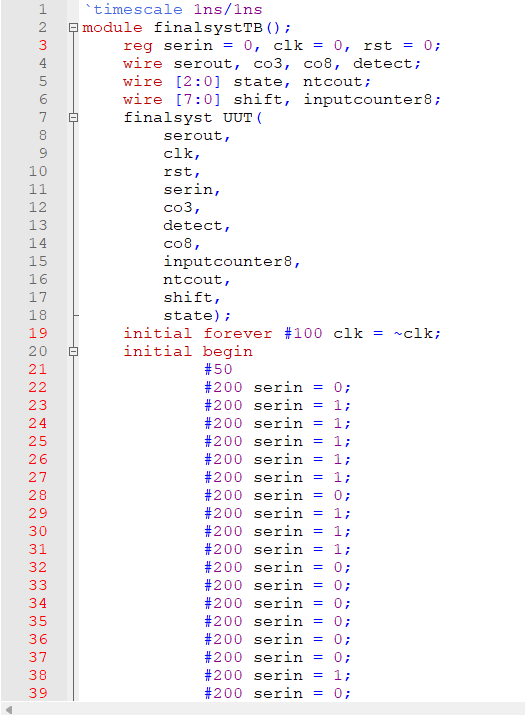 1 `timescale 1ns/1ns
2 module finalsystTB();
3 reg serin = 0, clk = 0, rst = 0;
4 wire serout, co3, co8, detect;
5 wire [2:0] state, ntcout;
6 wire [7:0] shift, inputcounter8;
7 finalsyst UUT(
8 serout,
9 clk,
10 rst,
11 serin,
12 co3,
13 detect,
14 co8,
15 inputcounter8,
16 ntcout,
17 shift,
18 state);
19 initial forever #100 clk = ~clk;
20 initial begin
21 #50
22 #200 serin = 0;
23 #200 serin = 1;
24 #200 serin = 1;
25 #200 serin = 1;
26 #200 serin = 1;
27 #200 serin = 1;
28 #200 serin = 0;
29 #200 serin = 1;
30 #200 serin = 1;
31 #200 serin = 1;
32 #200 serin = 0;
33 #200 serin = 0;
34 #200 serin = 0;
35 #200 serin = 0;
36 #200 serin = 0;
37 #200 serin = 0;
38 #200 serin = 1;
39 #200 serin = 0;